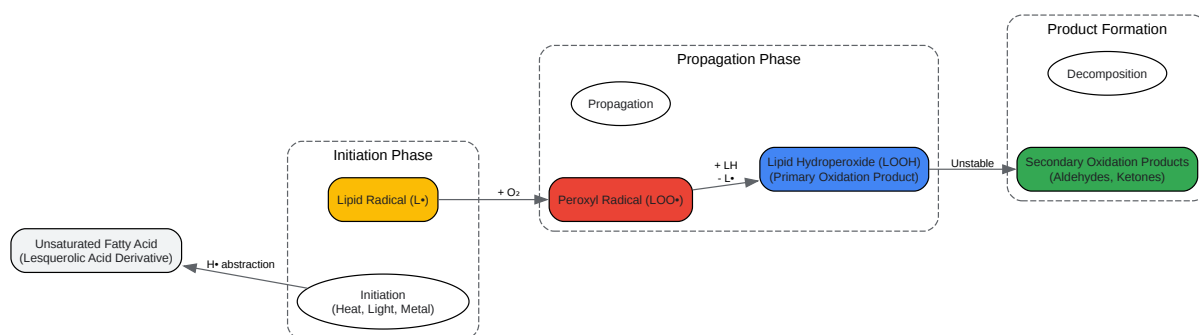 Product Formation
Decomposition
Secondary Oxidation Products
(Aldehydes, Ketones)
Propagation Phase
Propagation
Lipid Hydroperoxide (LOOH)
(Primary Oxidation Product)
Unstable
+ LH
- L•
Peroxyl Radical (LOO•)
Initiation Phase
Lipid Radical (L•)
+ O₂
Unsaturated Fatty Acid
(Lesquerolic Acid Derivative)
H• abstraction
Initiation
(Heat, Light, Metal)